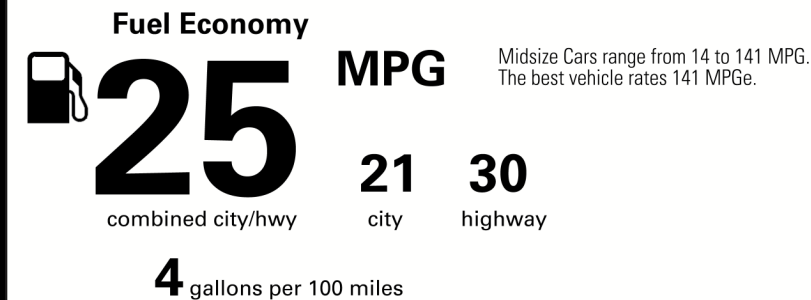 Fuel Economy
25
MPG
Midsize Cars range from 14 to 141 MPG.
The best vehicle rates 141 MPGe.
21 30
combined city/hwy city highway
4 gallons per 100 miles